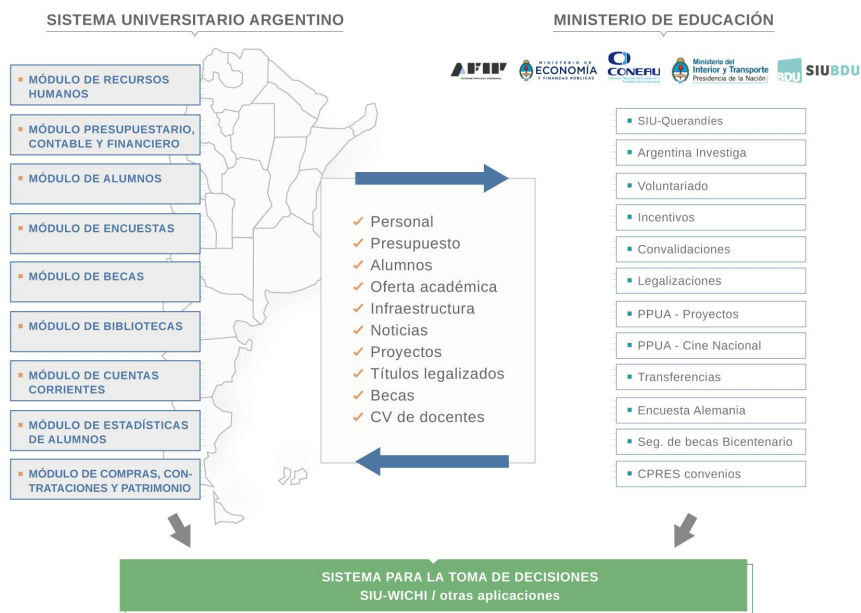 SISTEMA UNIVERSITARIO ARGENTINO
MÓDULO DE RECURSOS
HUMANOS
MÓDULO PRESUPUESTARIO,
CONTABLE Y FINANCIERO
MÓDULO DE ALUMNOS
MÓDULO DE ENCUESTAS
MÓDULO DE BECAS
MÓDULO DE BIBLIOTECAS
MÓDULO DE CUENTAS
CORRIENTES
MÓDULO DE ESTADÍSTICAS
DE ALUMNOS
MÓDULO DE COMPRAS, CON-
TRATACIONES Y PATRIMONIO
Personal
Presupuesto
Alumnos
Oferta académica
Infraestructura
Noticias
Proyectos
Títulos legalizados
Becas
CV de docentes
MINISTERIO DE EDUCACIÓN
AFIP
MINISTERIO DE
ECONOMÍA
Y FINANZAS PÚBLICAS
CONEAU
Ministerio del
Interior y Transporte
Presidencia de la Nación
BDU SIUBDU
SIU-Querandíes
Argentina Investiga
Voluntariado
Incentivos
Convalidaciones
Legalizaciones
PPUA - Proyectos
PPUA - Cine Nacional
Transferencias
Encuesta Alemania
Seg. de becas Bicentenario
CPRES convenios
SISTEMA PARA LA TOMA DE DECISIONES
SIU-WICHI / otras aplicaciones